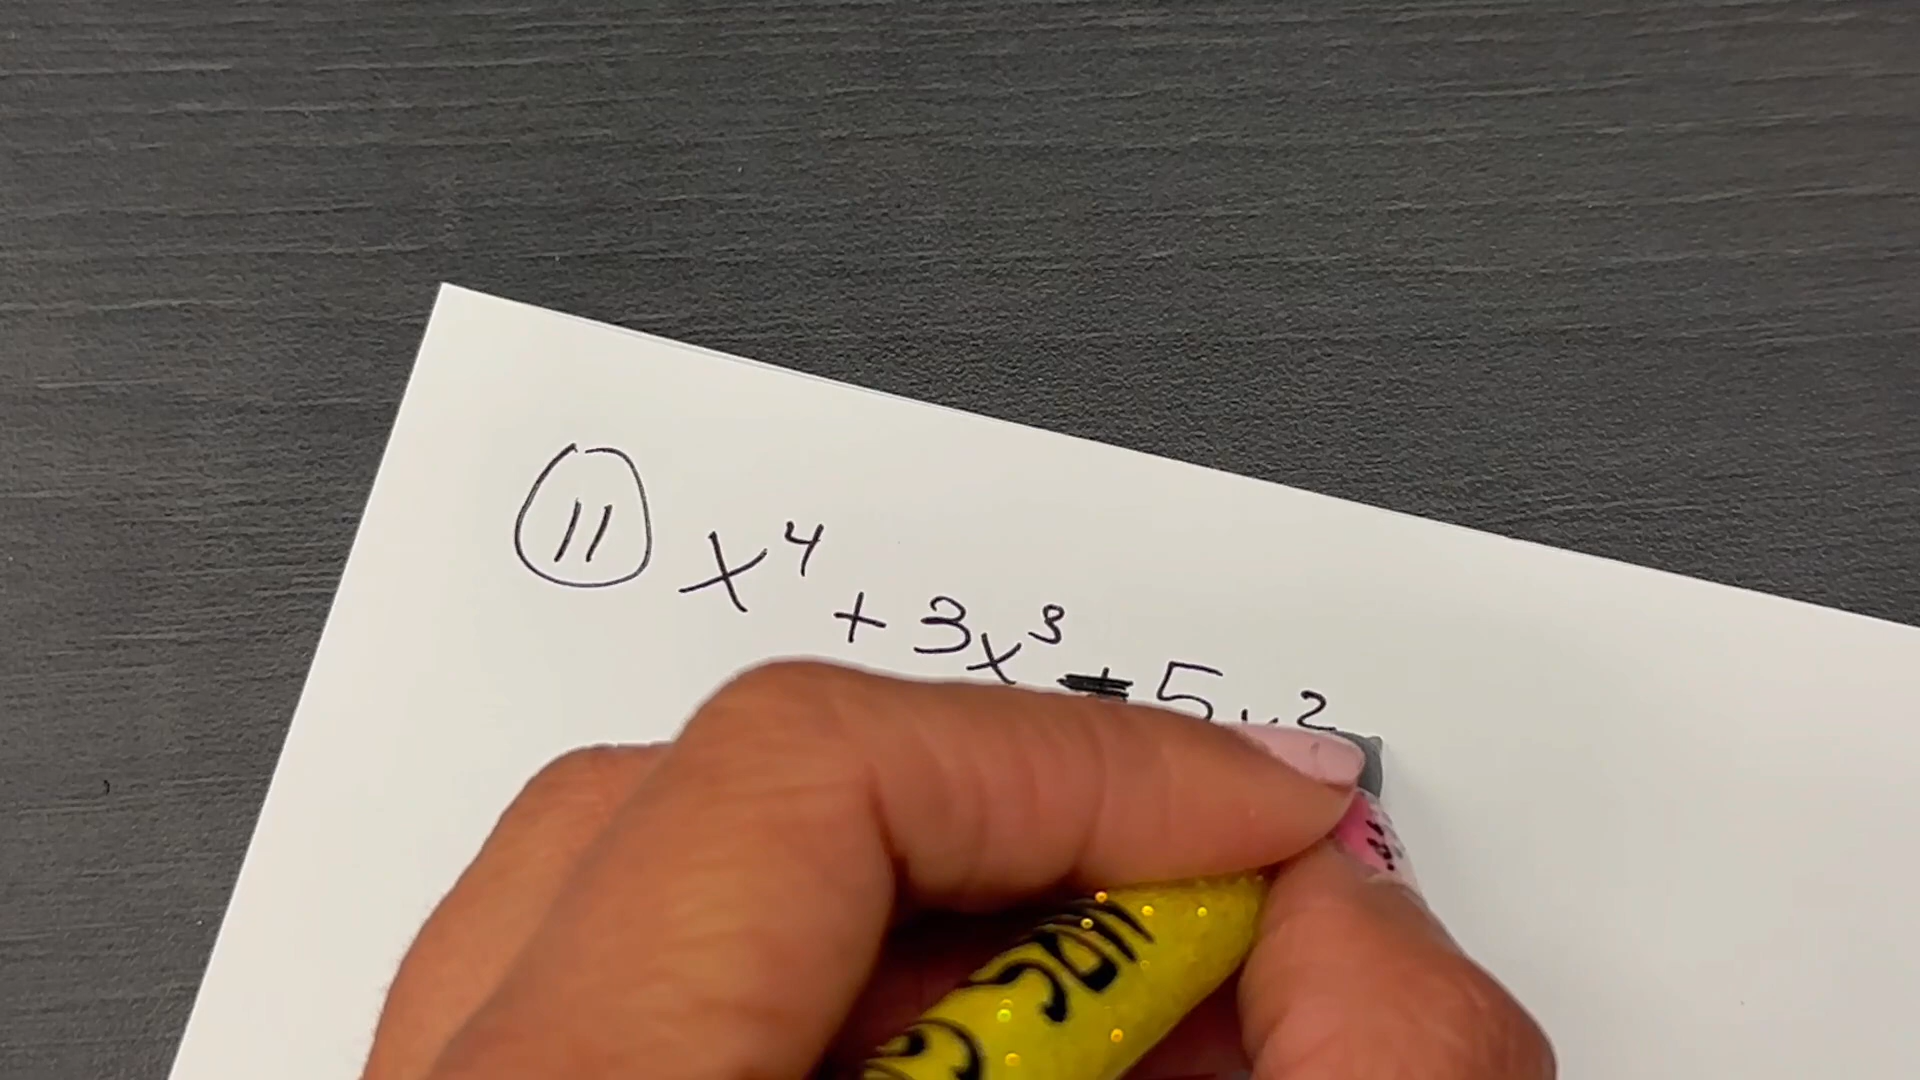 11 x⁴ + 3x³ - 5x²